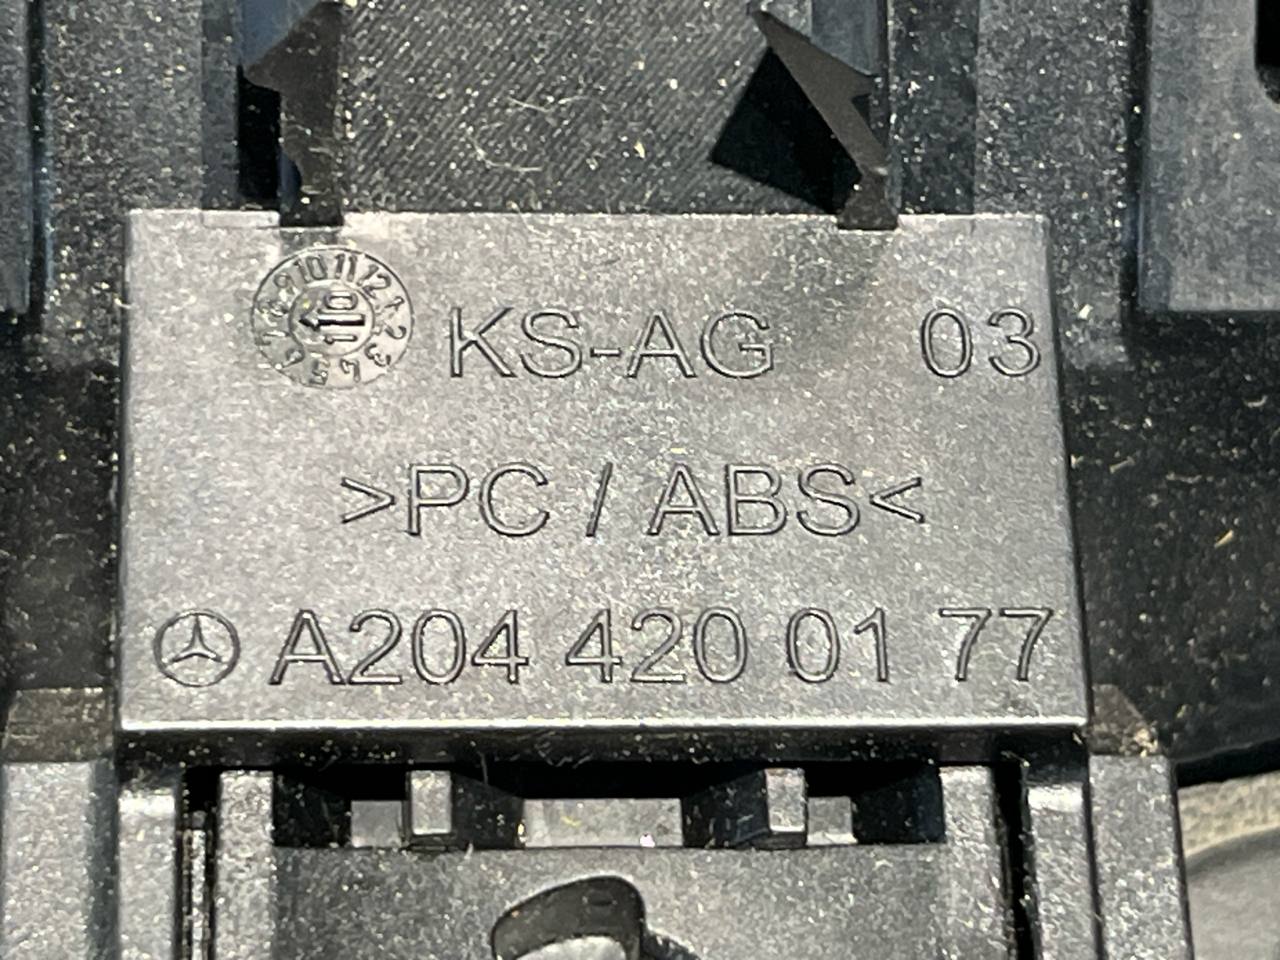 KS-AG 03
>PC / ABS<
A204 420 01 77